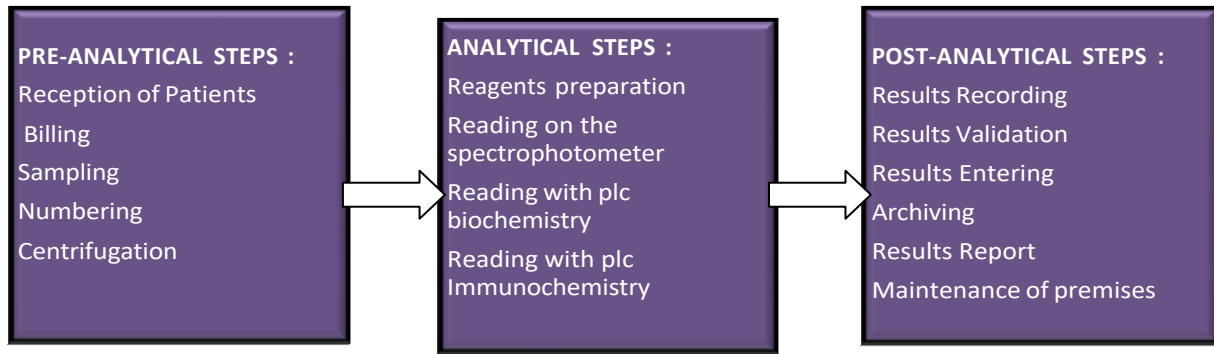 PRE-ANALYTICAL STEPS :
Reception of Patients
Billing
Sampling
Numbering
Centrifugation
ANALYTICAL STEPS :
Reagents preparation
Reading on the
spectrophotometer
Reading with plc
biochemistry
Reading with plc
Immunochemistry
POST-ANALYTICAL STEPS :
Results Recording
Results Validation
Results Entering
Archiving
Results Report
Maintenance of premises